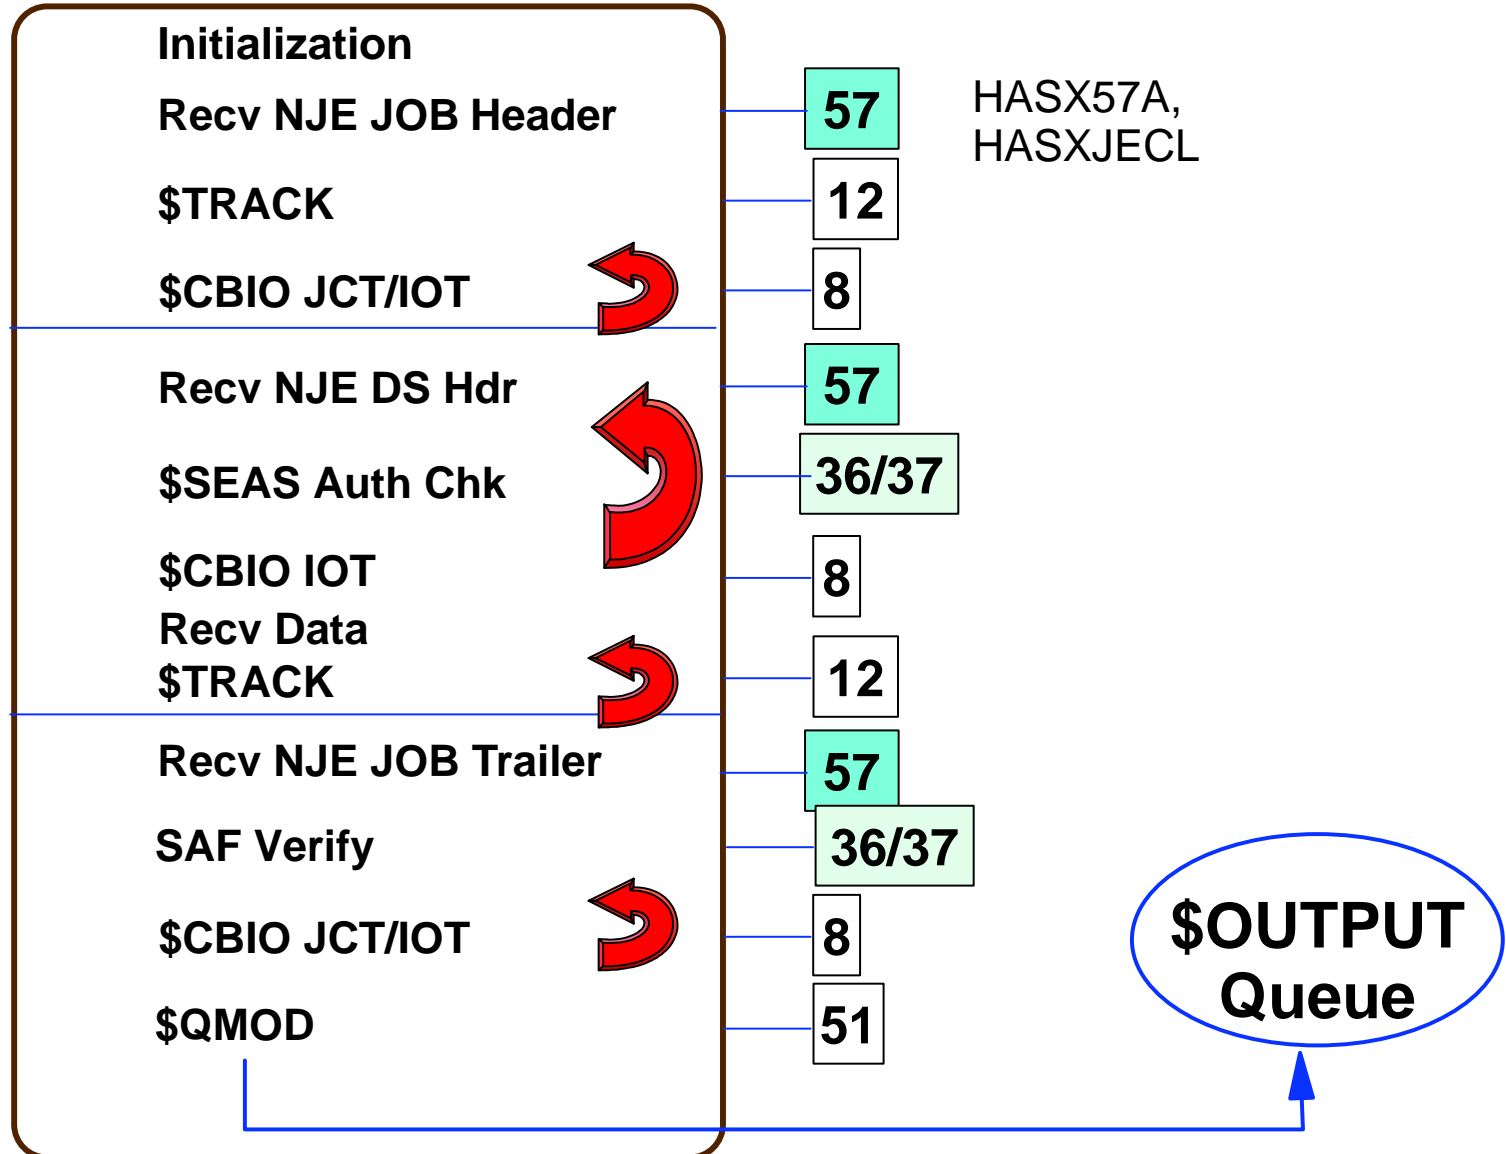 Initialization
Recv NJE JOB Header
57
HASX57A,
HASXJECL
$TRACK
12
$CBIO JCT/IOT
8
Recv NJE DS Hdr
57
$SEAS Auth Chk
36/37
$CBIO IOT
8
Recv Data
$TRACK
12
Recv NJE JOB Trailer
57
SAF Verify
36/37
$CBIO JCT/IOT
8
$OUTPUT
Queue
$QMOD
51